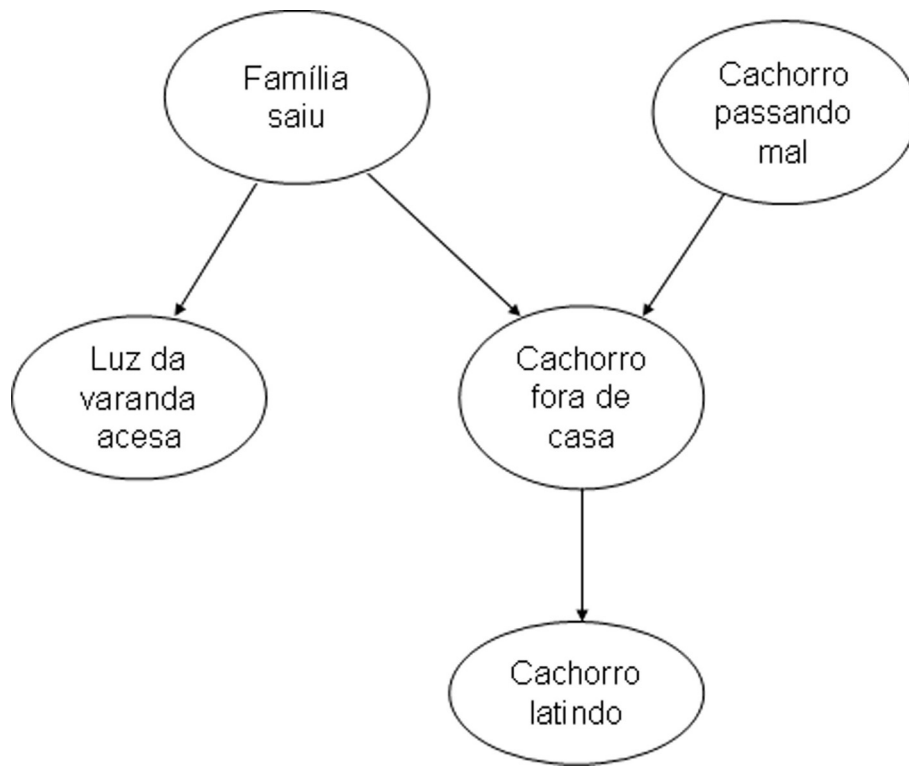 Família
saiu
Cachorro
passando
mal
Luz da
varanda
acesa
Cachorro
fora de
casa
Cachorro
latindo